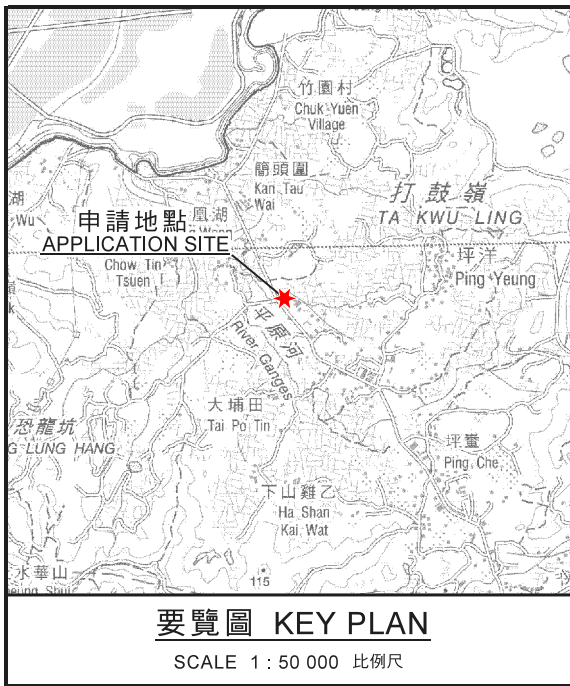 竹園村
Chuk Yuen
Village
簡頭圍
Kan Tau
Wai
打鼓嶺
TA KWU LING
湖
Wu
凰湖
申請地點
APPLICATION SITE
Chow Tin
Tsuen
坪洋
Ping Yeung
平原河
River Ganges
大埔田
Tai Po Tin
恐龍坑
G LUNG HANG
坪輋
Ping Che
下山雞乙
Ha Shan
Kai Wat
水華山
115
要覽圖 KEY PLAN
SCALE 1 : 50 000 比例尺